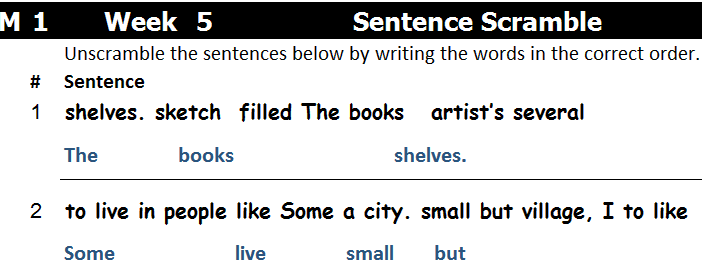 M 1 Week 5 Sentence Scramble
Unscramble the sentences below by writing the words in the correct order.
# Sentence
1 shelves. sketch filled The books artist's several
The books shelves.
2 to live in people like Some a city. small but village, I to like
Some live small but